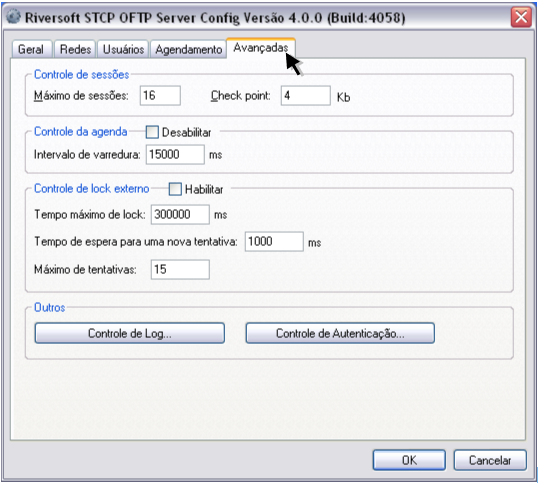 Riversoft STCP OFTP Server Config Versão 4.0.0 (Build:4058)
Geral Redes Usuários Agendamento Avançadas
Controle de sessões
Máximo de sessões: 16 Check point: 4 Kb
Controle da agenda Desabilitar
Intervalo de varredura: 15000 ms
Controle de lock externo Habilitar
Tempo máximo de lock: 300000 ms
Tempo de espera para uma nova tentativa: 1000 ms
Máximo de tentativas: 15
Outros
Controle de Log... Controle de Autenticação...
OK Cancelar